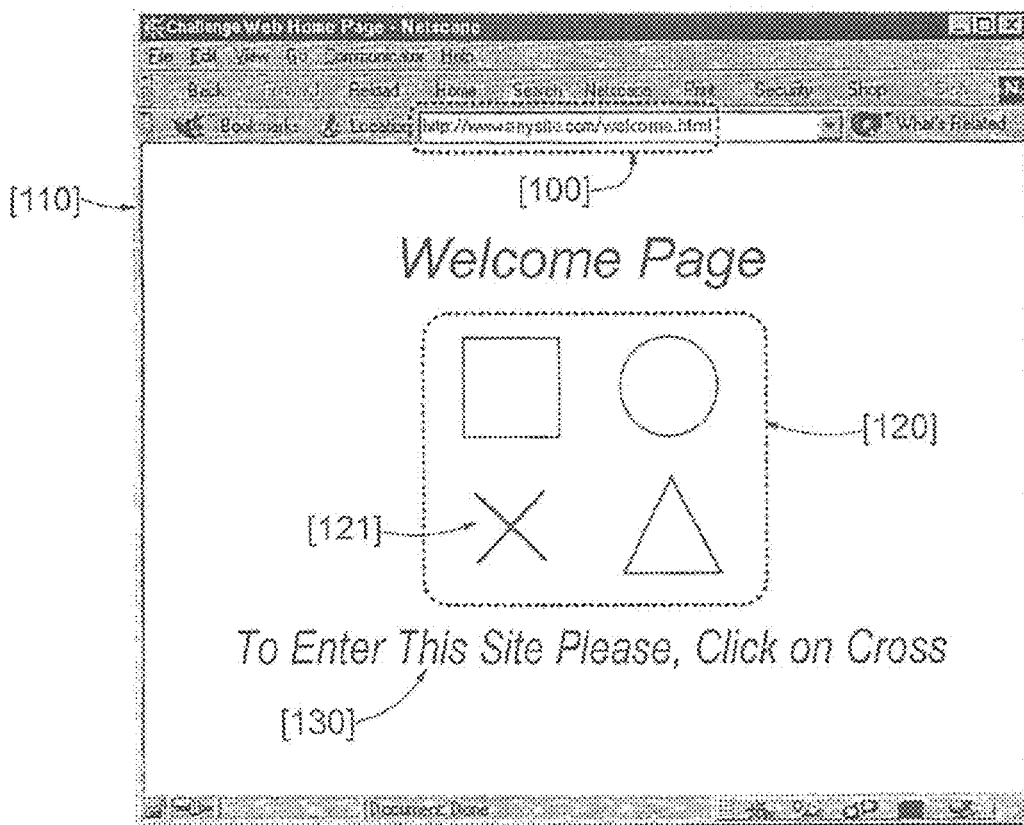 Challenge Web Home Page - Netscape
File Edit View Go Communicator Help
Back Reload Home Search Netscape Print Security Shop
Bookmarks Location http://www.anysite.com/welcome.html What's Related
[100]
[110]
Welcome Page
[120]
[121]
To Enter This Site Please, Click on Cross
[130]
Document Done